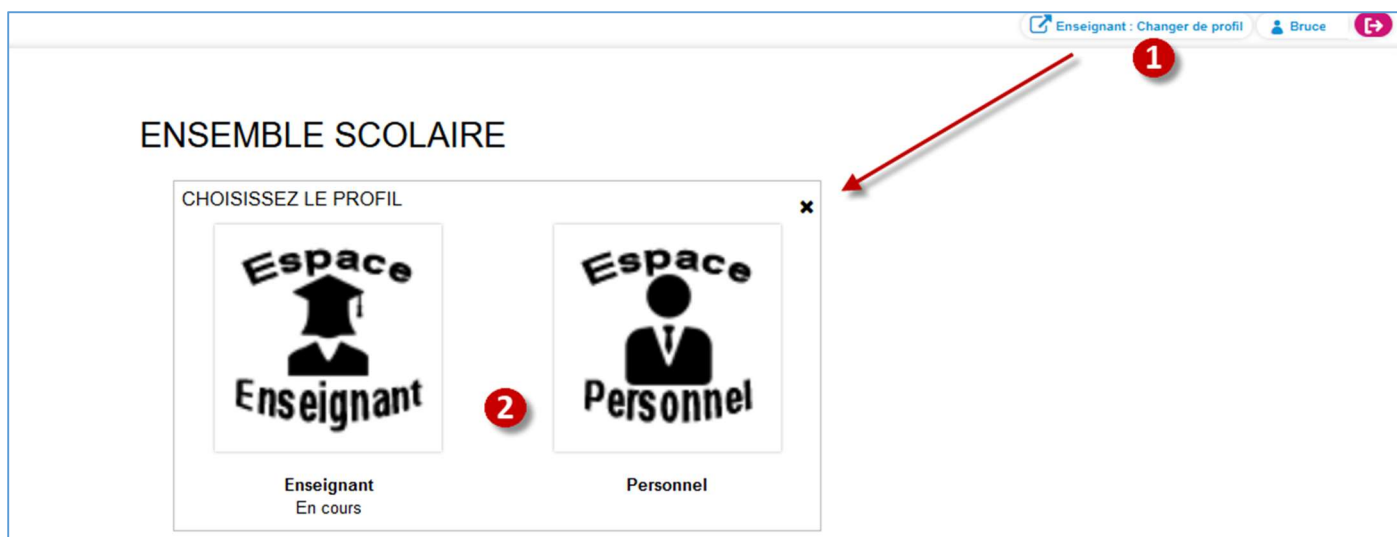 Enseignant : Changer de profil Bruce
1
ENSEMBLE SCOLAIRE
CHOISISSEZ LE PROFIL
Espace
Enseignant
Espace
Personnel
2
Enseignant
En cours
Personnel